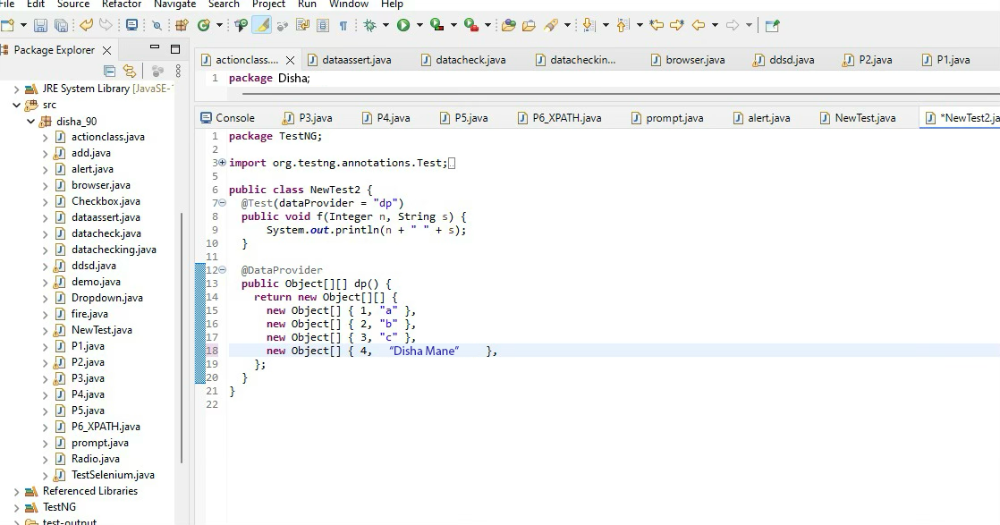 File Edit Source Refactor Navigate Search Project Run Window Help
Package Explorer
actionclass.... dataassert.java datacheck.java datacheckin... browser.java ddsd.java P2.java P1.java
1 package Disha;
JRE System Library [JavaSE-1
src
disha_90
actionclass.java
add.java
alert.java
browser.java
Checkbox.java
dataassert.java
datacheck.java
datachecking.java
ddsd.java
demo.java
Dropdown.java
fire.java
NewTest.java
P1.java
P2.java
P3.java
P4.java
P5.java
P6_XPATH.java
prompt.java
Radio.java
TestSelenium.java
Referenced Libraries
TestNG
test-output
Console P3.java P4.java P5.java P6_XPATH.java prompt.java alert.java NewTest.java *NewTest2.ja
1 package TestNG;
2
3 import org.testng.annotations.Test;
5
6 public class NewTest2 {
7 @Test(dataProvider = "dp")
8 public void f(Integer n, String s) {
9 System.out.println(n + " " + s);
10 }
11
12 @DataProvider
13 public Object[][] dp() {
14 return new Object[][] {
15 new Object[] { 1, "a" },
16 new Object[] { 2, "b" },
17 new Object[] { 3, "c" },
18 new Object[] { 4, “Disha Mane” },
19 };
20 }
21 }
22